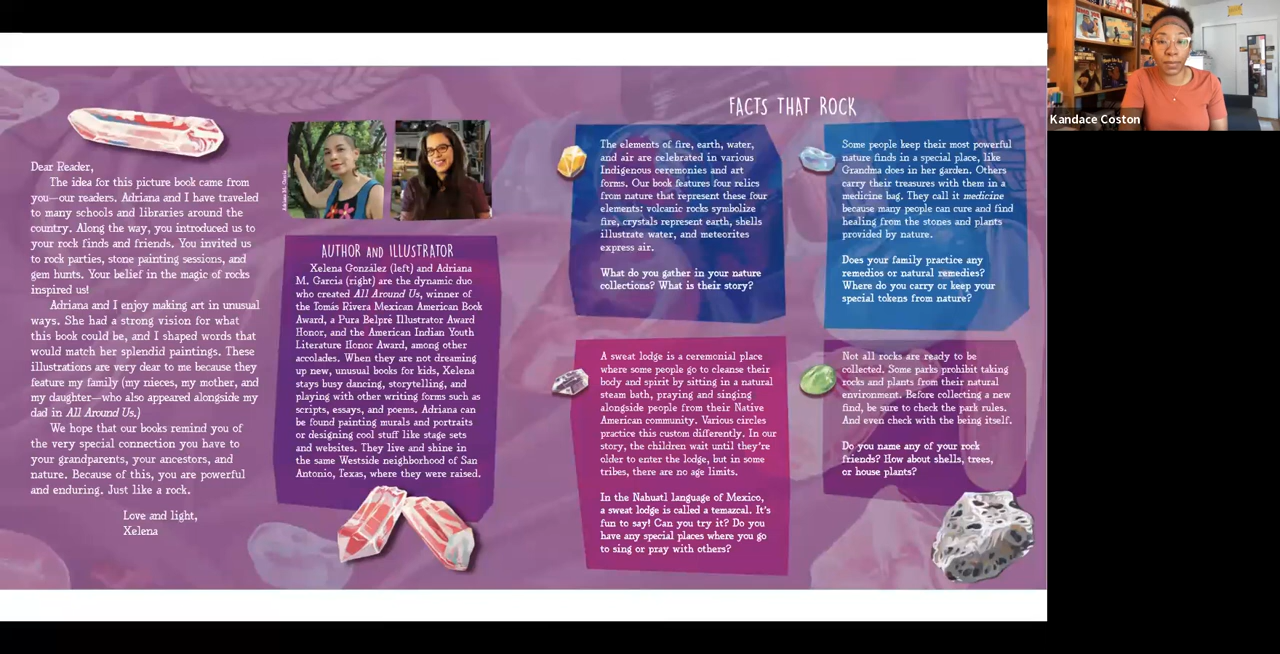 Dear Reader,
The idea for this picture book came from
you—our readers. Adriana and I have traveled
to many schools and libraries around the
country. Along the way, you introduced us to
your rock finds and friends. You invited us
to rock parties, stone painting sessions, and
gem hunts. Your belief in the magic of rocks
inspired us!
Adriana and I enjoy making art in unusual
ways. She had a strong vision for what
this book could be, and I shaped words that
would match her splendid paintings. These
illustrations are very dear to me because they
feature my family (my nieces, my mother, and
my daughter—who also appeared alongside my
dad in All Around Us.)
We hope that our books remind you of
the very special connection you have to
your grandparents, your ancestors, and
nature. Because of this, you are powerful
and enduring. Just like a rock.
Love and light,
Xelena
Adriana M. Garcia
AUTHOR AND ILLUSTRATOR
Xelena González (left) and Adriana
M. Garcia (right) are the dynamic duo
who created All Around Us, winner of
the Tomás Rivera Mexican American Book
Award, a Pura Belpré Illustrator Award
Honor, and the American Indian Youth
Literature Honor Award, among other
accolades. When they are not dreaming
up new, unusual books for kids, Xelena
stays busy dancing, storytelling, and
playing with other writing forms such as
scripts, essays, and poems. Adriana can
be found painting murals and portraits
or designing cool stuff like stage sets
and websites. They live and shine in
the same Westside neighborhood of San
Antonio, Texas, where they were raised.
FACTS THAT ROCK
The elements of fire, earth, water,
and air are celebrated in various
Indigenous ceremonies and art
forms. Our book features four relics
from nature that represent these four
elements: volcanic rocks symbolize
fire, crystals represent earth, shells
illustrate water, and meteorites
express air.
What do you gather in your nature
collections? What is their story?
Some people keep their most powerful
nature finds in a special place, like
Grandma does in her garden. Others
carry their treasures with them in a
medicine bag. They call it medicine
because many people can cure and find
healing from the stones and plants
provided by nature.
Does your family practice any
remedios or natural remedies?
Where do you carry or keep your
special tokens from nature?
A sweat lodge is a ceremonial place
where some people go to cleanse their
body and spirit by sitting in a natural
steam bath, praying and singing
alongside people from their Native
American community. Various circles
practice this custom differently. In our
story, the children wait until they're
older to enter the lodge, but in some
tribes, there are no age limits.
In the Nahuatl language of Mexico,
a sweat lodge is called a temazcal. It's
fun to say! Can you try it? Do you
have any special places where you go
to sing or pray with others?
Not all rocks are ready to be
collected. Some parks prohibit taking
rocks and plants from their natural
environment. Before collecting a new
find, be sure to check the park rules.
And even check with the being itself.
Do you name any of your rock
friends? How about shells, trees,
or house plants?
Kandace Coston